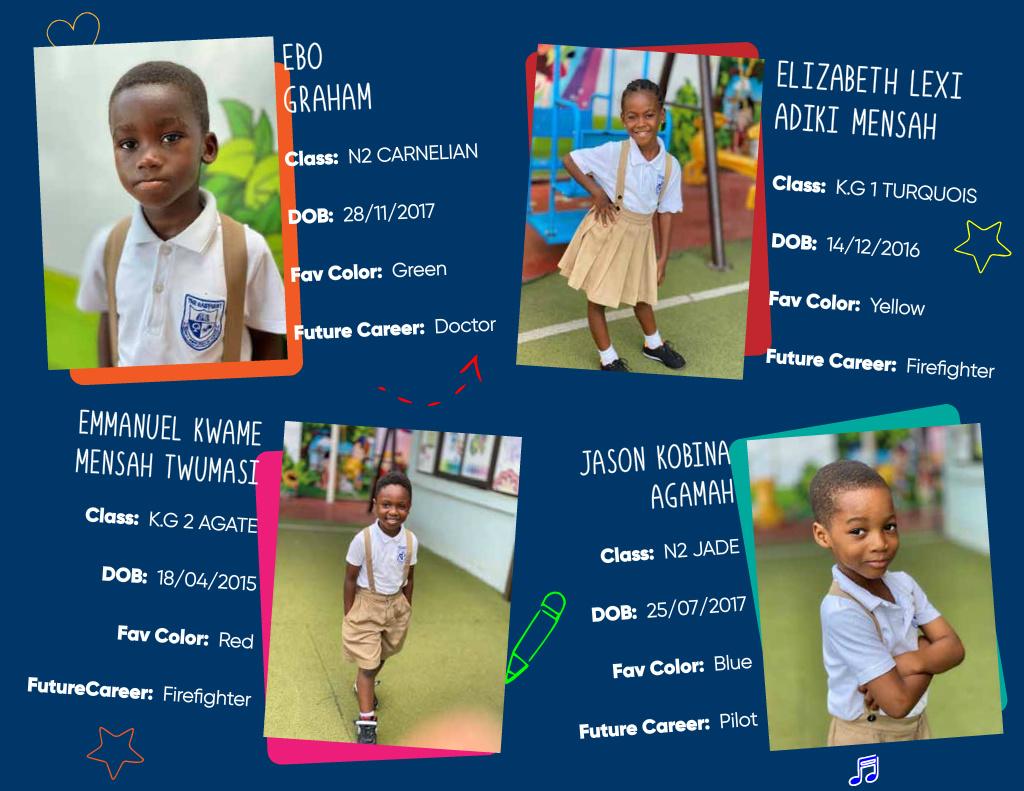 EBO
GRAHAM
Class: N2 CARNELIAN
DOB: 28/11/2017
Fav Color: Green
Future Career: Doctor
ELIZABETH LEXI
ADIKI MENSAH
Class: K.G 1 TURQUOIS
DOB: 14/12/2016
Fav Color: Yellow
Future Career: Firefighter
EMMANUEL KWAME
MENSAH TWUMASI
Class: K.G 2 AGATE
DOB: 18/04/2015
Fav Color: Red
FutureCareer: Firefighter
JASON KOBINA
AGAMAH
Class: N2 JADE
DOB: 25/07/2017
Fav Color: Blue
Future Career: Pilot